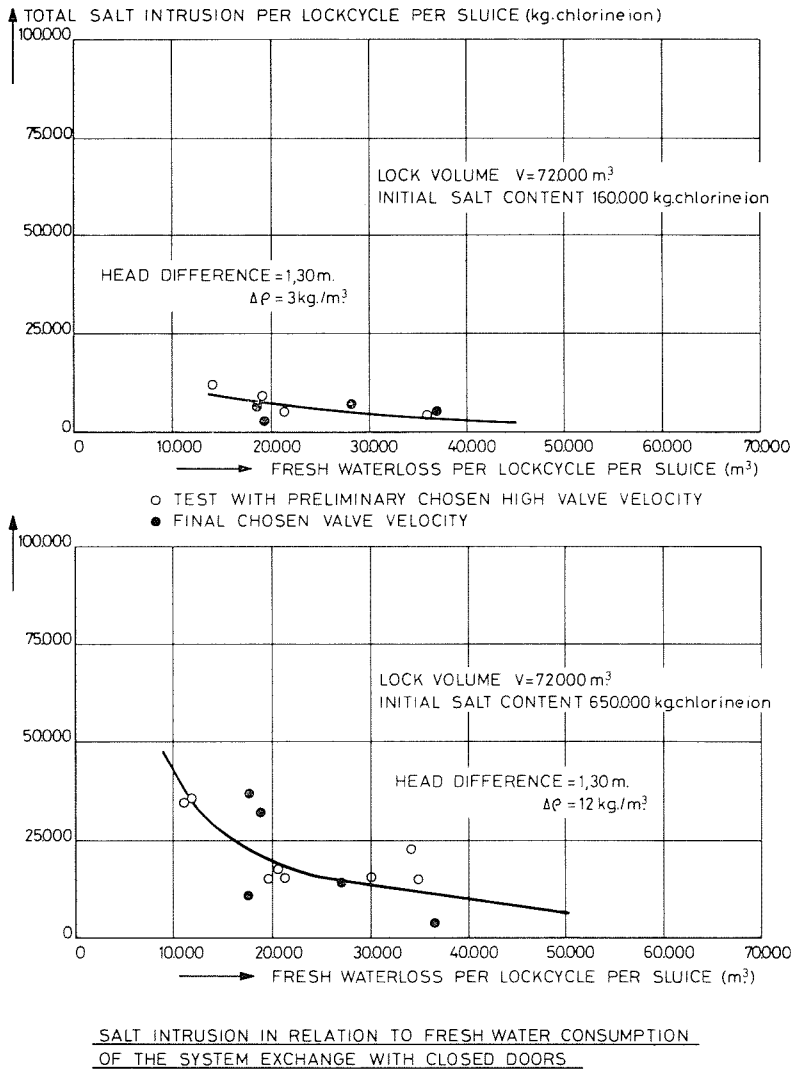 TOTAL SALT INTRUSION PER LOCKCYCLE PER SLUICE (kg.chlorine ion)
100.000
75.000
50.000
25.000
0
LOCK VOLUME V=72.000 m³
INITIAL SALT CONTENT 160.000 kg.chlorine ion
HEAD DIFFERENCE = 1,30 m.
Δρ = 3 kg./m³
0 10.000 20.000 30.000 40.000 50.000 60.000 70.000
FRESH WATERLOSS PER LOCKCYCLE PER SLUICE (m³)
○ TEST WITH PRELIMINARY CHOSEN HIGH VALVE VELOCITY
● FINAL CHOSEN VALVE VELOCITY
100.000
75.000
50.000
25.000
0
LOCK VOLUME V=72.000 m³
INITIAL SALT CONTENT 650.000 kg.chlorine ion
HEAD DIFFERENCE = 1,30 m.
Δρ = 12 kg./m³
0 10.000 20.000 30.000 40.000 50.000 60.000 70.000
FRESH WATERLOSS PER LOCKCYCLE PER SLUICE (m³)
SALT INTRUSION IN RELATION TO FRESH WATER CONSUMPTION
OF THE SYSTEM EXCHANGE WITH CLOSED DOORS